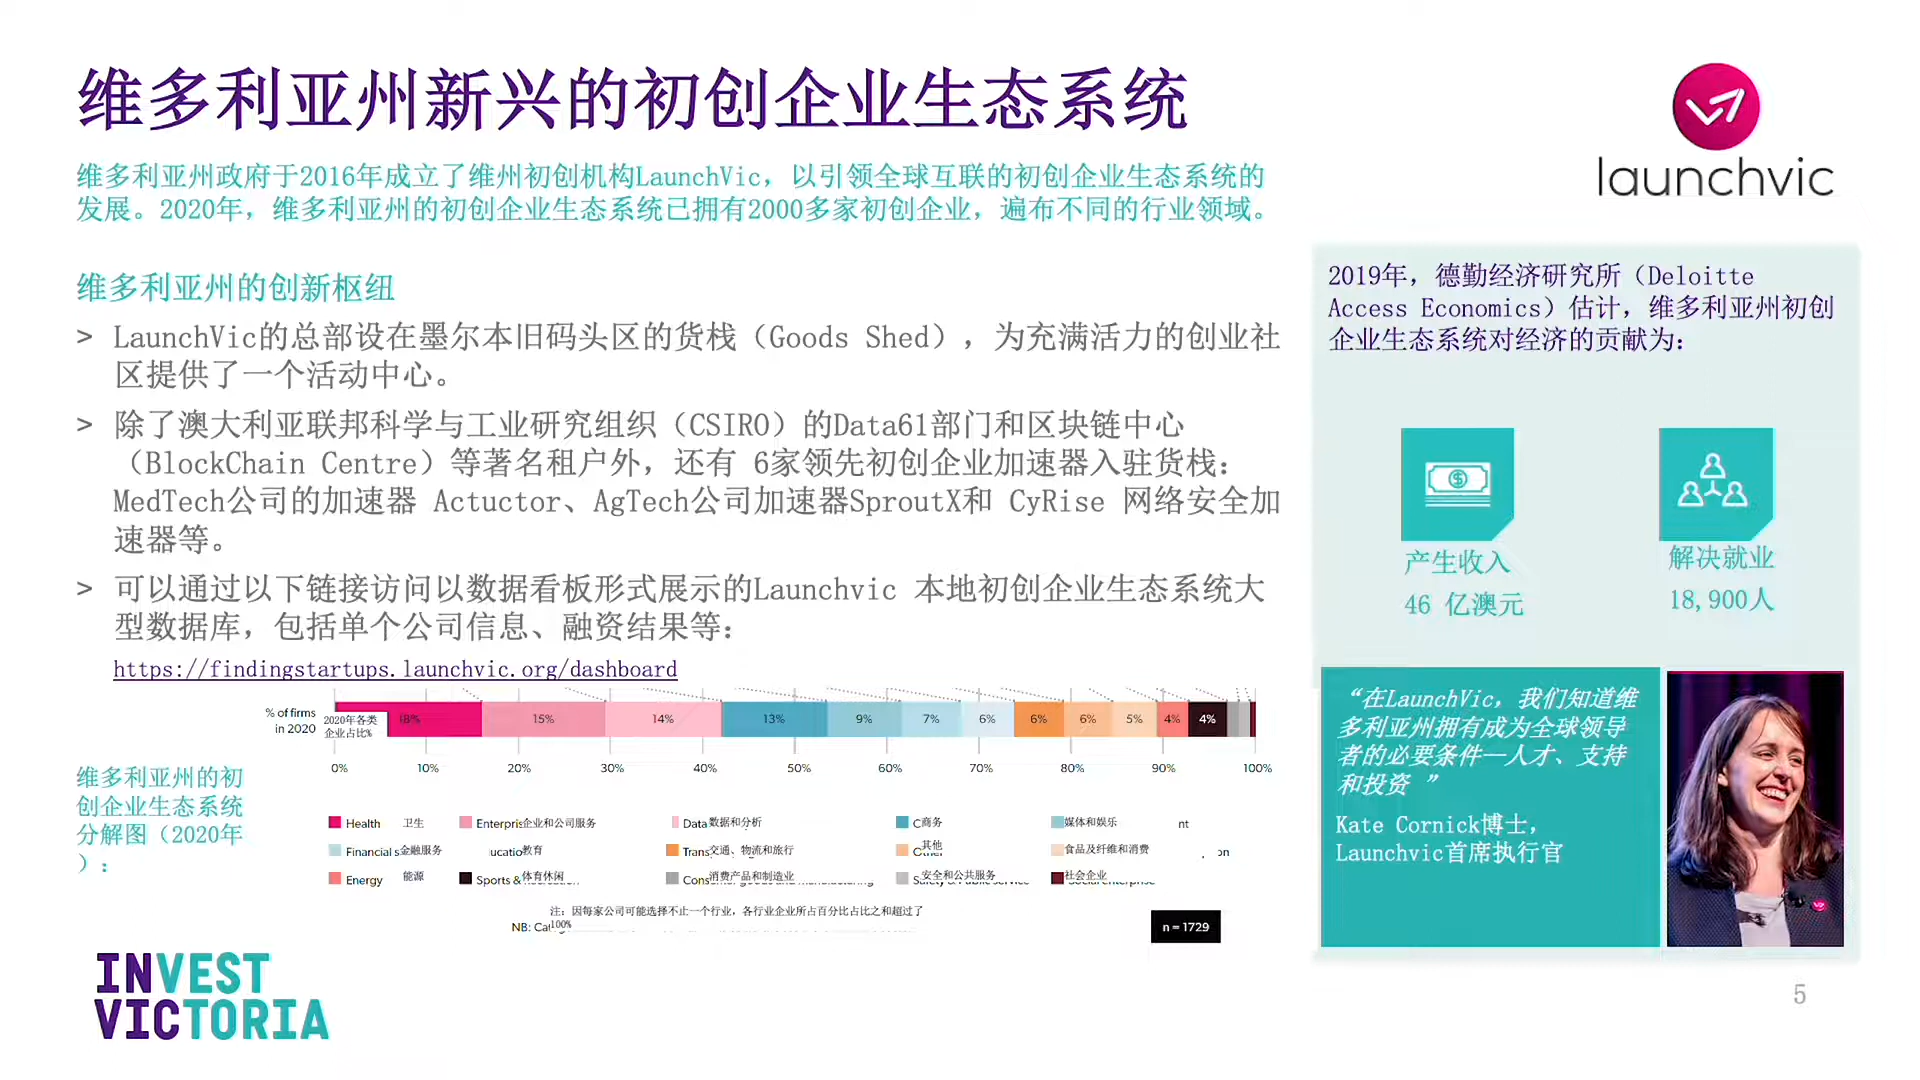 维多利亚州新兴的初创企业生态系统
launchvic
维多利亚州政府于2016年成立了维州初创机构LaunchVic，以引领全球互联的初创企业生态系统的
发展。2020年，维多利亚州的初创企业生态系统已拥有2000多家初创企业，遍布不同的行业领域。
维多利亚州的创新枢纽
> LaunchVic的总部设在墨尔本旧码头区的货栈（Goods Shed），为充满活力的创业社
区提供了一个活动中心。
> 除了澳大利亚联邦科学与工业研究组织（CSIRO）的Data61部门和区块链中心
（BlockChain Centre）等著名租户外，还有 6家领先初创企业加速器入驻货栈：
MedTech公司的加速器 Actuctor、AgTech公司加速器SproutX和 CyRise 网络安全加
速器等。
> 可以通过以下链接访问以数据看板形式展示的Launchvic 本地初创企业生态系统大
型数据库，包括单个公司信息、融资结果等：
https://findingstartups.launchvic.org/dashboard
2019年，德勤经济研究所（Deloitte
Access Economics）估计，维多利亚州初创
企业生态系统对经济的贡献为：
产生收入
46 亿澳元
解决就业
18,900人
“在LaunchVic，我们知道维
多利亚州拥有成为全球领导
者的必要条件—人才、支持
和投资 ”
Kate Cornick博士，
Launchvic首席执行官
维多利亚州的初
创企业生态系统
分解图（2020年
）：
% of firms
in 2020
2020年各类
企业占比%
18% 15% 14% 13% 9% 7% 6% 6% 6% 5% 4% 4%
0% 10% 20% 30% 40% 50% 60% 70% 80% 90% 100%
Health 卫生 企业和公司服务 Data 数据和分析 商务 媒体和娱乐
Financial 金融服务 教育 交通、物流和旅行 其他 食品及纤维和消费
Energy 能源 Sports & 体育休闲 消费产品和制造业 安全和公共服务 社会企业
注：因每家公司可能选择不止一个行业，各行业企业所占百分比占比之和超过了
NB: 100%
n = 1729
INVEST
VICTORIA
5